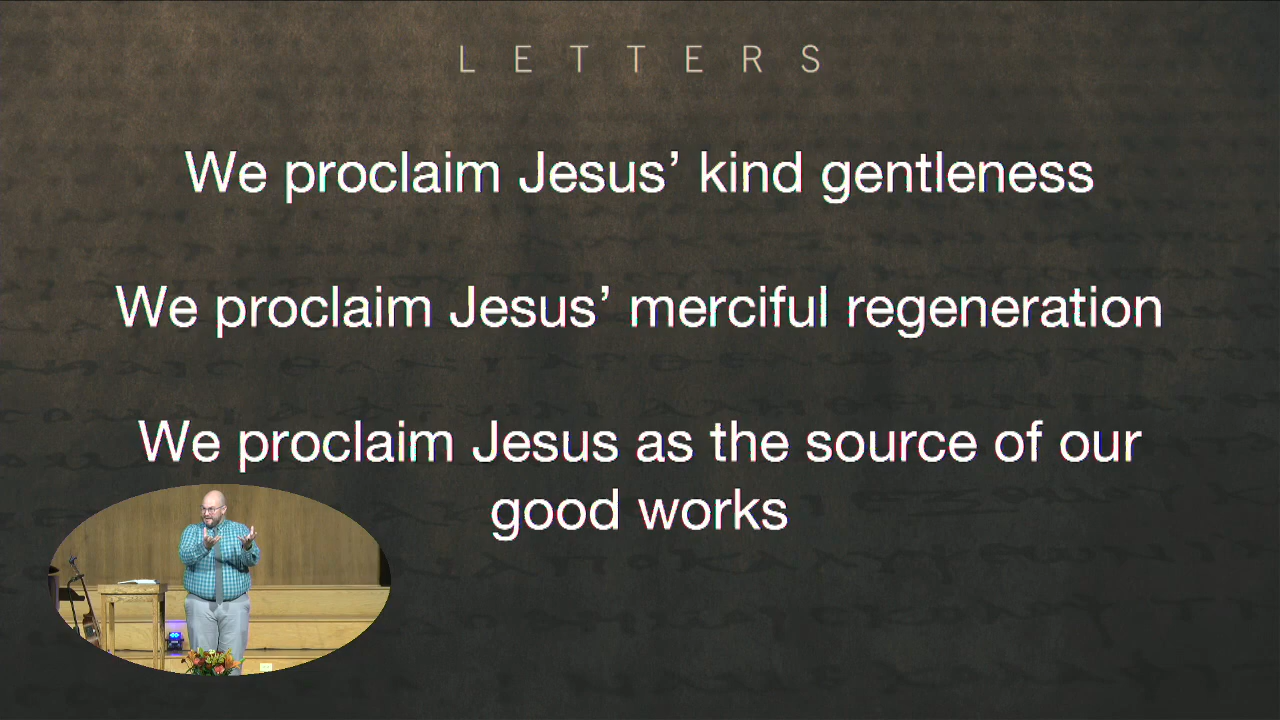 LETTERS
We proclaim Jesus’ kind gentleness
We proclaim Jesus’ merciful regeneration
We proclaim Jesus as the source of our
good works